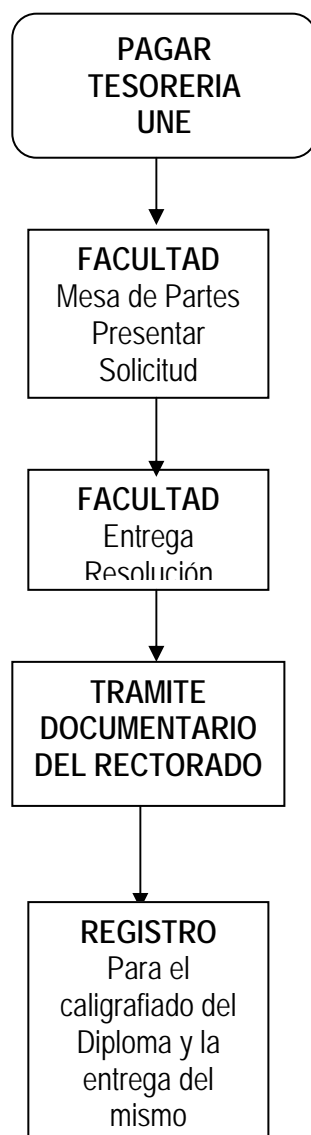 PAGAR
TESORERIA
UNE
FACULTAD
Mesa de Partes
Presentar
Solicitud
FACULTAD
Entrega
Resolución
TRAMITE
DOCUMENTARIO
DEL RECTORADO
REGISTRO
Para el
caligrafiado del
Diploma y la
entrega del
mismo